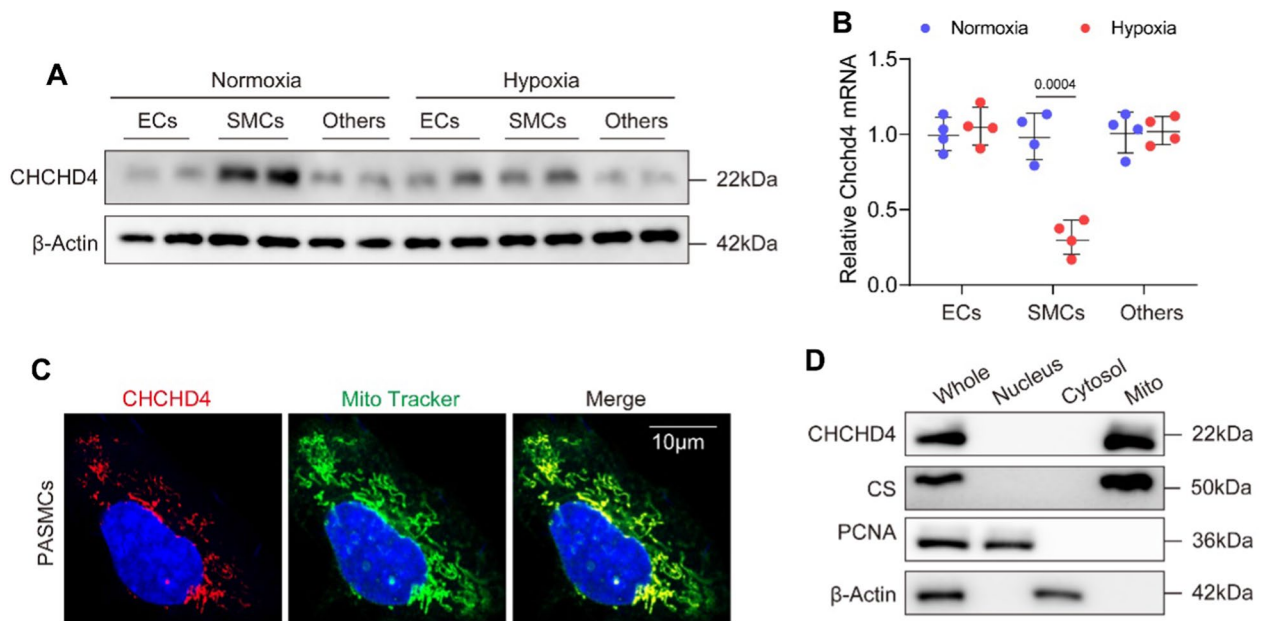 A
Normoxia Hypoxia
ECs SMCs Others ECs SMCs Others
CHCHD4 22kDa
β-Actin 42kDa
B
Normoxia Hypoxia
Relative Chchd4 mRNA
1.5
1.0
0.5
0.0
0.0004
ECs SMCs Others
C
CHCHD4 Mito Tracker Merge
10μm
PASMCs
D
Whole Nucleus Cytosol Mito
CHCHD4 22kDa
CS 50kDa
PCNA 36kDa
β-Actin 42kDa